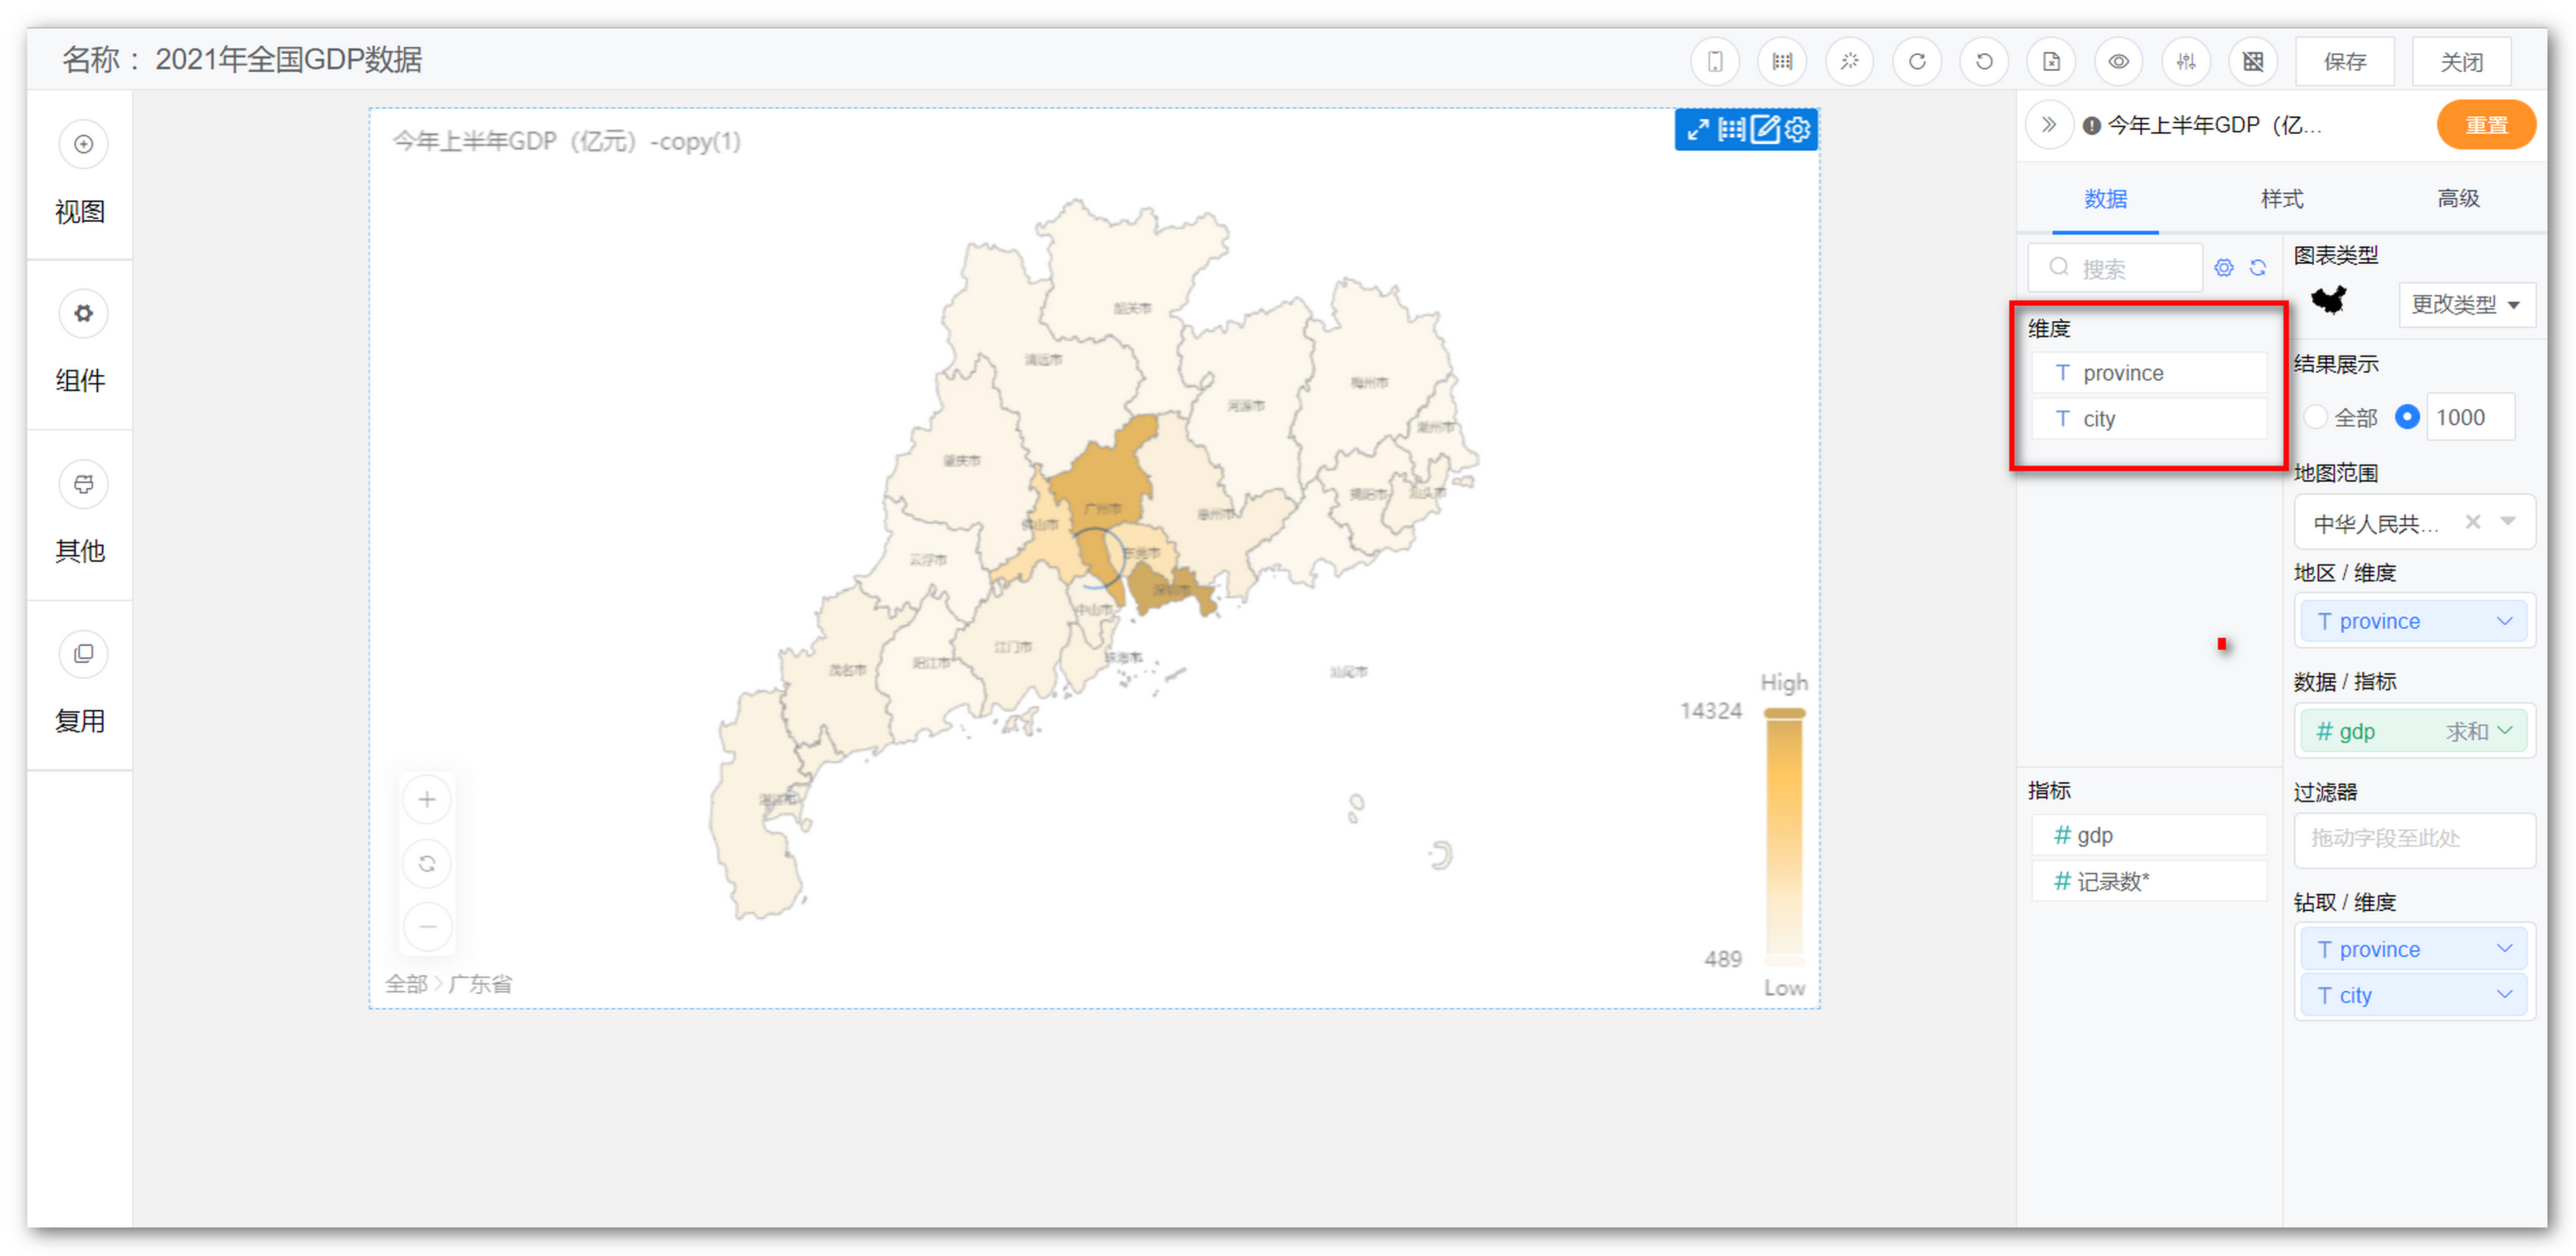 名称： 2021年全国GDP数据
保存
关闭
视图
组件
其他
复用
今年上半年GDP（亿元）-copy(1)
韶关市
清远市
梅州市
河源市
潮州市
肇庆市
揭阳市
汕头市
广州市
惠州市
佛山市
东莞市
云浮市
深圳市
中山市
江门市
珠海市
阳江市
茂名市
汕尾市
湛江市
High
14324
489
Low
全部 > 广东省
今年上半年GDP（亿...
重置
数据
样式
高级
搜索
维度
T province
T city
指标
# gdp
# 记录数*
图表类型
更改类型
结果展示
全部
1000
地图范围
中华人民共...
地区 / 维度
T province
数据 / 指标
# gdp 求和
过滤器
拖动字段至此处
钻取 / 维度
T province
T city